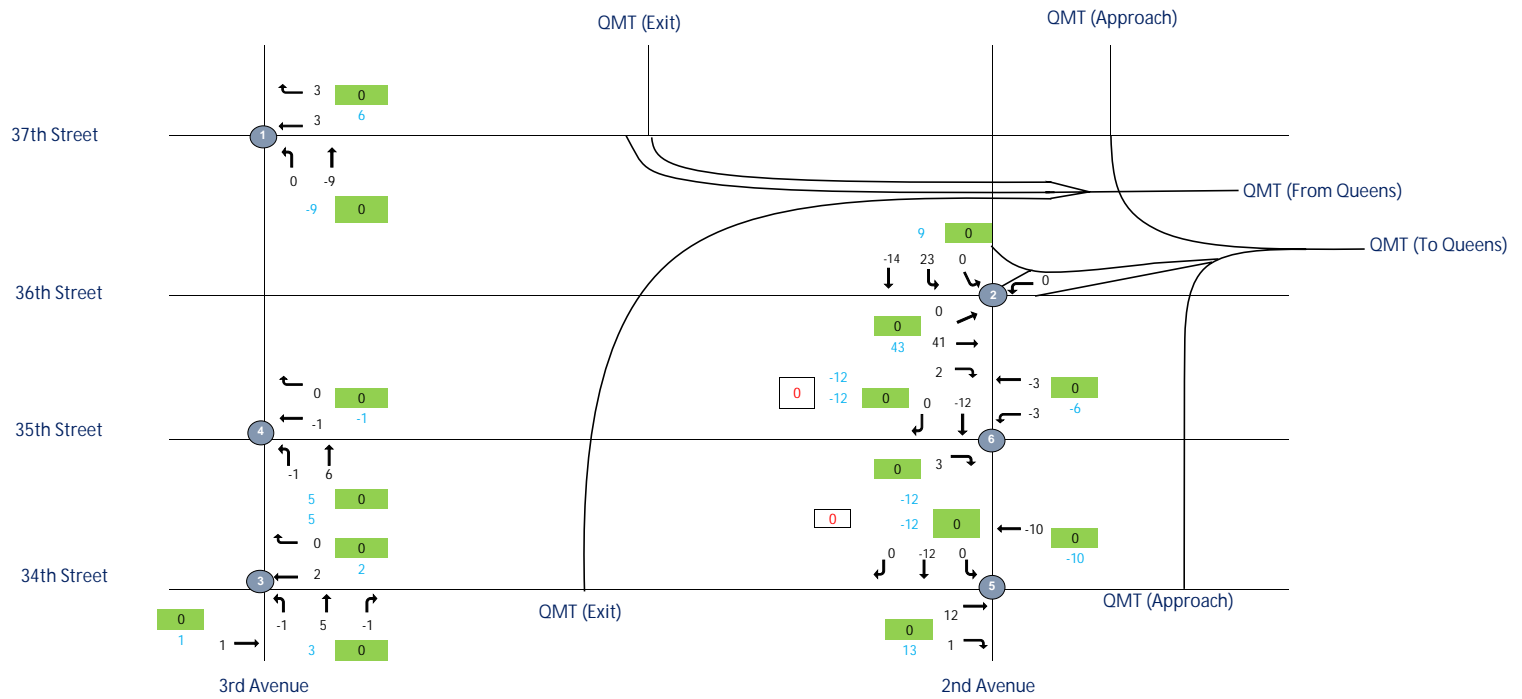 QMT (Approach)
QMT (Exit)
3 0
6
3
37th Street
1
0 -9
-9 0
QMT (From Queens)
9 0
QMT (To Queens)
-14 23 0
0
36th Street
2
0
0
43 41
2
-12
0 -12 0
0 -12
-3 0
-6
-3
0 0
-1
-1
35th Street
4
6
-1 6
0 3
5 0
5
-12
0 -12 0
-10 0
-10
0 0
2
2
0 -12 0
34th Street
3
5
QMT (Exit)
QMT (Approach)
0
1
1
-1 5 -1
3 0
12
0
13 1
3rd Avenue
2nd Avenue